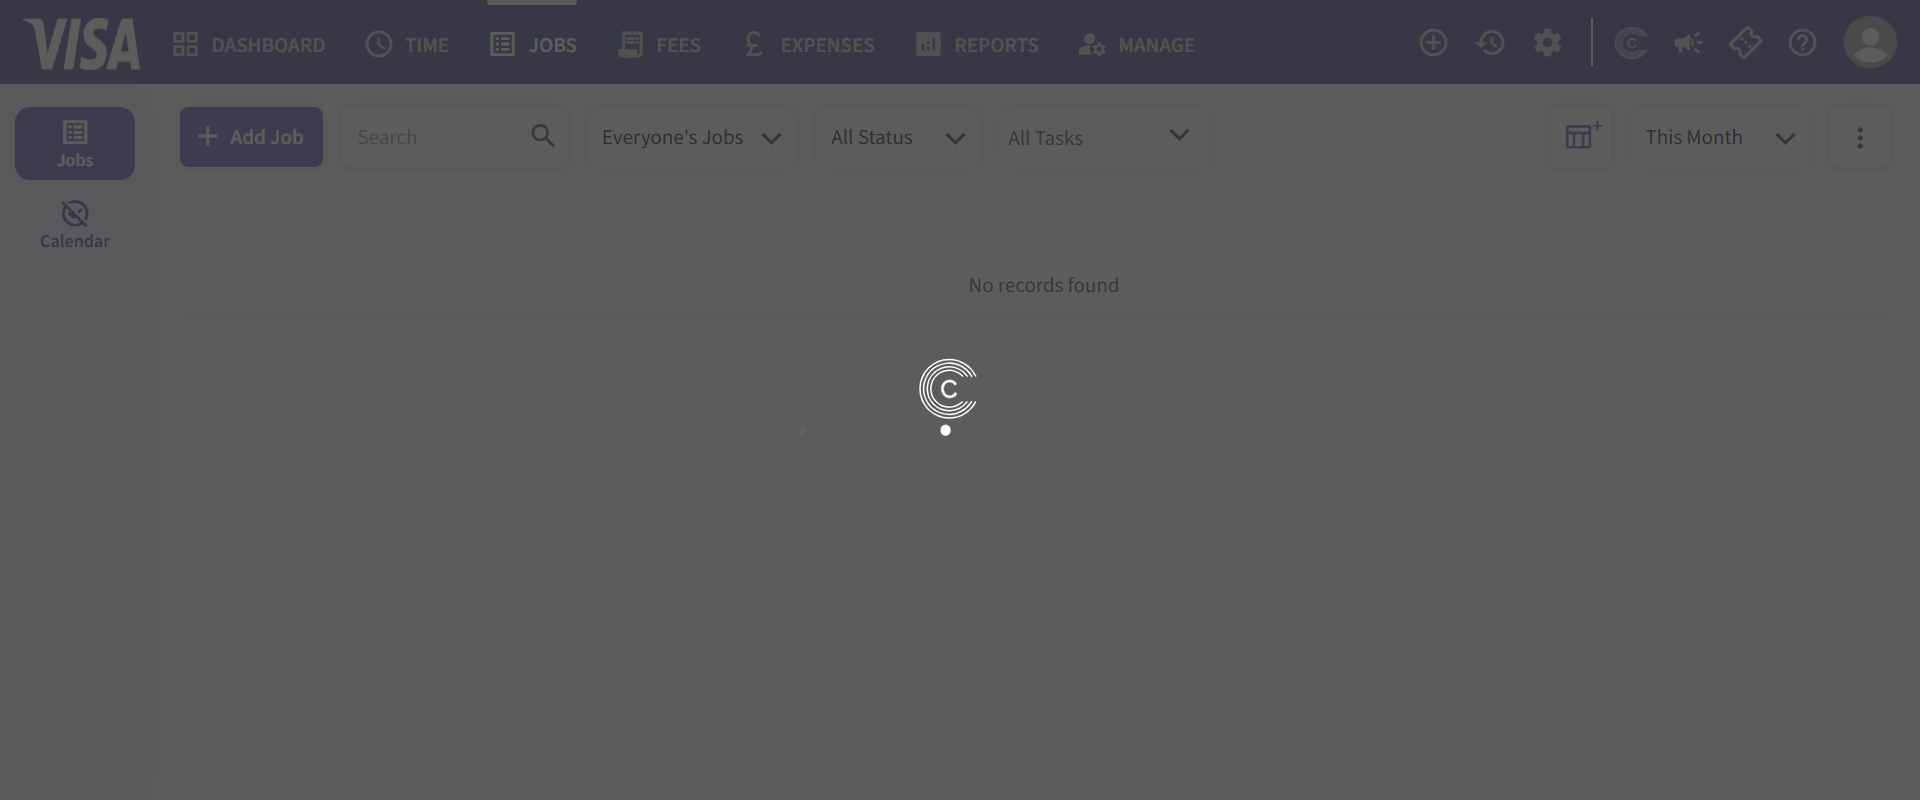 VISA
DASHBOARD
TIME
JOBS
FEES
EXPENSES
REPORTS
MANAGE
C
Jobs
Calendar
Add Job
Search
Everyone's Jobs
All Status
All Tasks
This Month
No records found
C